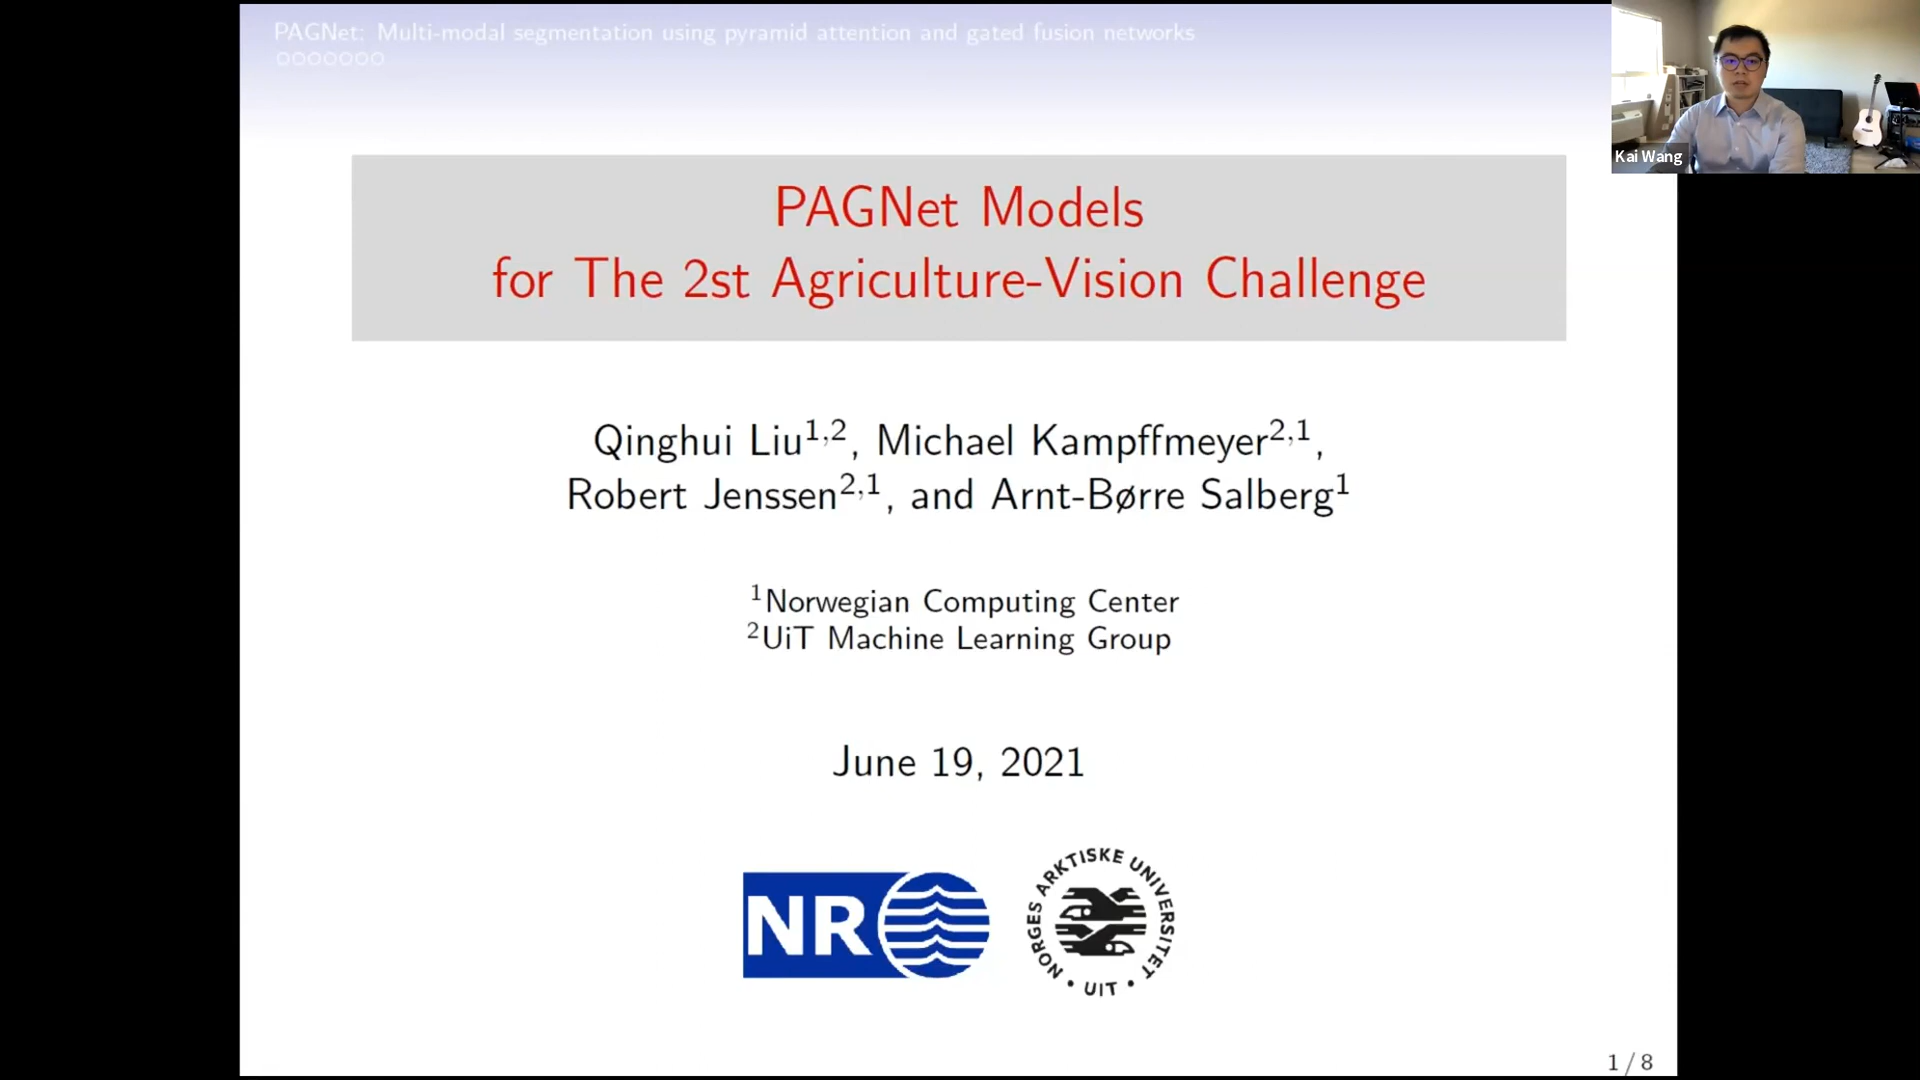 PAGNet: Multi-modal segmentation using pyramid attention and gated fusion networks
Kai Wang
PAGNet Models
for The 2st Agriculture-Vision Challenge
Qinghui Liu1,2, Michael Kampffmeyer2,1,
Robert Jenssen2,1, and Arnt-Børre Salberg1
1Norwegian Computing Center
2UiT Machine Learning Group
June 19, 2021
NR
NORGES ARKTISKE UNIVERSITET
• UIT •
1 / 8